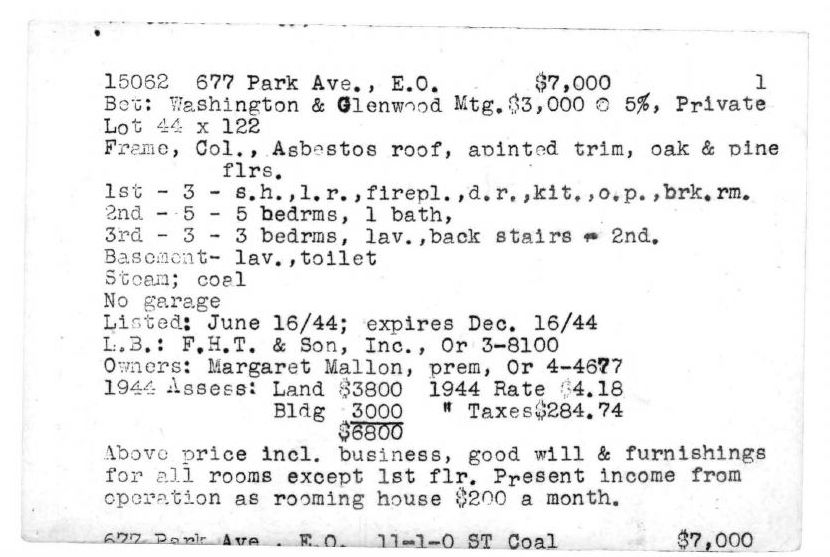 15062 677 Park Ave., E.O. $7,000 1
Bet: Washington & Glenwood Mtg.$3,000 @ 5%, Private
Lot 44 x 122
Frame, Col., Asbestos roof, apinted trim, oak & pine
flrs.
1st - 3 - s.h.,l.r.,firepl.,d.r.,kit.,o.p.,brk.rm.
2nd - 5 - 5 bedrms, 1 bath,
3rd - 3 - 3 bedrms, lav.,back stairs - 2nd.
Basement- lav.,toilet
Steam; coal
No garage
Listed: June 16/44; expires Dec. 16/44
L.B.: F.H.T. & Son, Inc., Or 3-8100
Owners: Margaret Mallon, prem, Or 4-4677
1944 Assess: Land $3800 1944 Rate $4.18
Bldg 3000 " Taxes$284.74
$6800
Above price incl. business, good will & furnishings
for all rooms except 1st flr. Present income from
operation as rooming house $200 a month.
677 Park Ave., E.O. 11-1-0 ST Coal $7,000